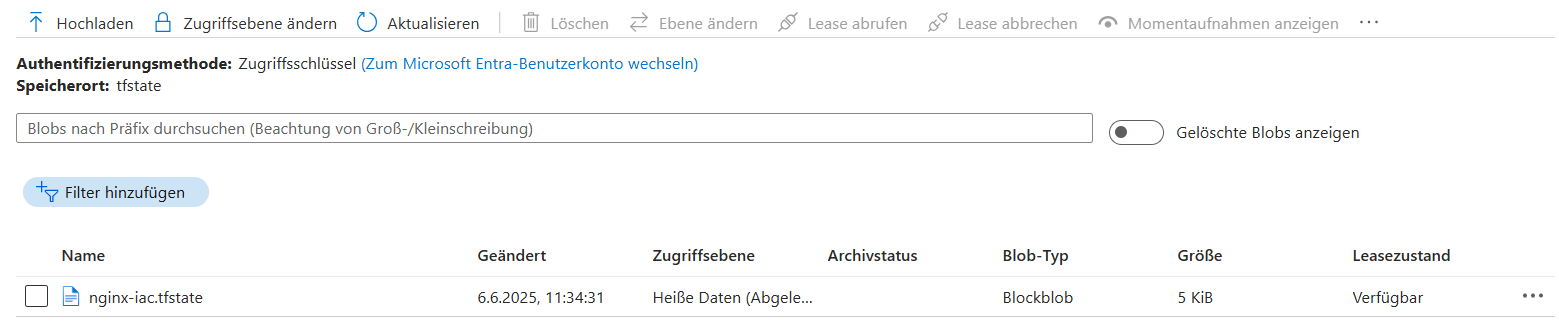 Hochladen Zugriffsebene ändern Aktualisieren Löschen Ebene ändern Lease abrufen Lease abbrechen Momentaufnahmen anzeigen ...
Authentifizierungsmethode: Zugriffsschlüssel (Zum Microsoft Entra-Benutzerkonto wechseln)
Speicherort: tfstate
Blobs nach Präfix durchsuchen (Beachtung von Groß-/Kleinschreibung) Gelöschte Blobs anzeigen
Filter hinzufügen
Name Geändert Zugriffsebene Archivstatus Blob-Typ Größe Leasezustand
nginx-iac.tfstate 6.6.2025, 11:34:31 Heiße Daten (Abgele... Blockblob 5 KiB Verfügbar ...